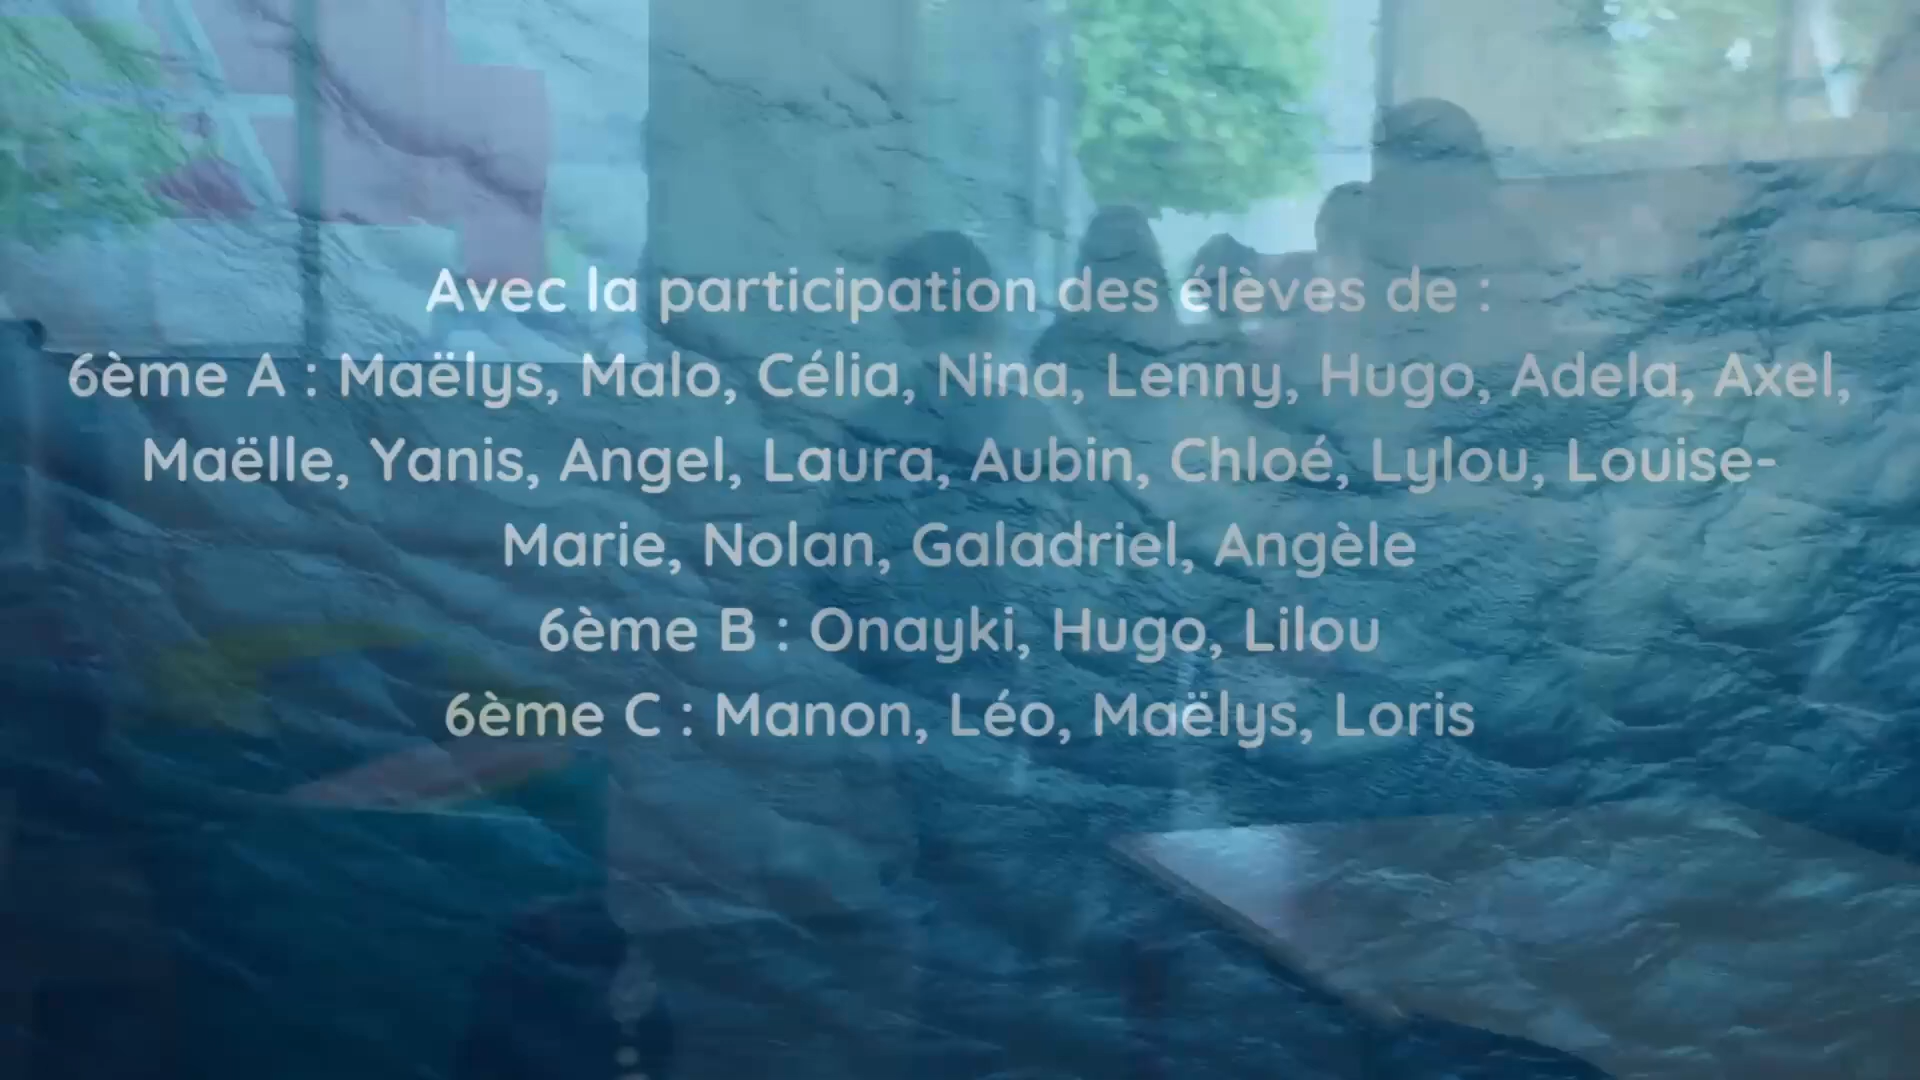 Avec la participation des élèves de :
6ème A : Maëlys, Malo, Célia, Nina, Lenny, Hugo, Adela, Axel,
Maëlle, Yanis, Angel, Laura, Aubin, Chloé, Lylou, Louise-
Marie, Nolan, Galadriel, Angèle
6ème B : Onayki, Hugo, Lilou
6ème C : Manon, Léo, Maëlys, Loris